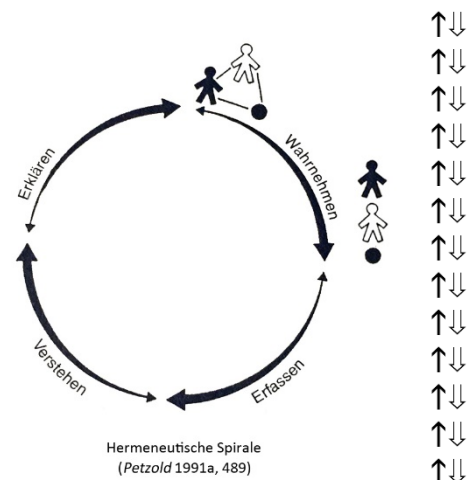 Wahrnehmen
Erfassen
Verstehen
Erklären
Hermeneutische Spirale
(Petzold 1991a, 489)